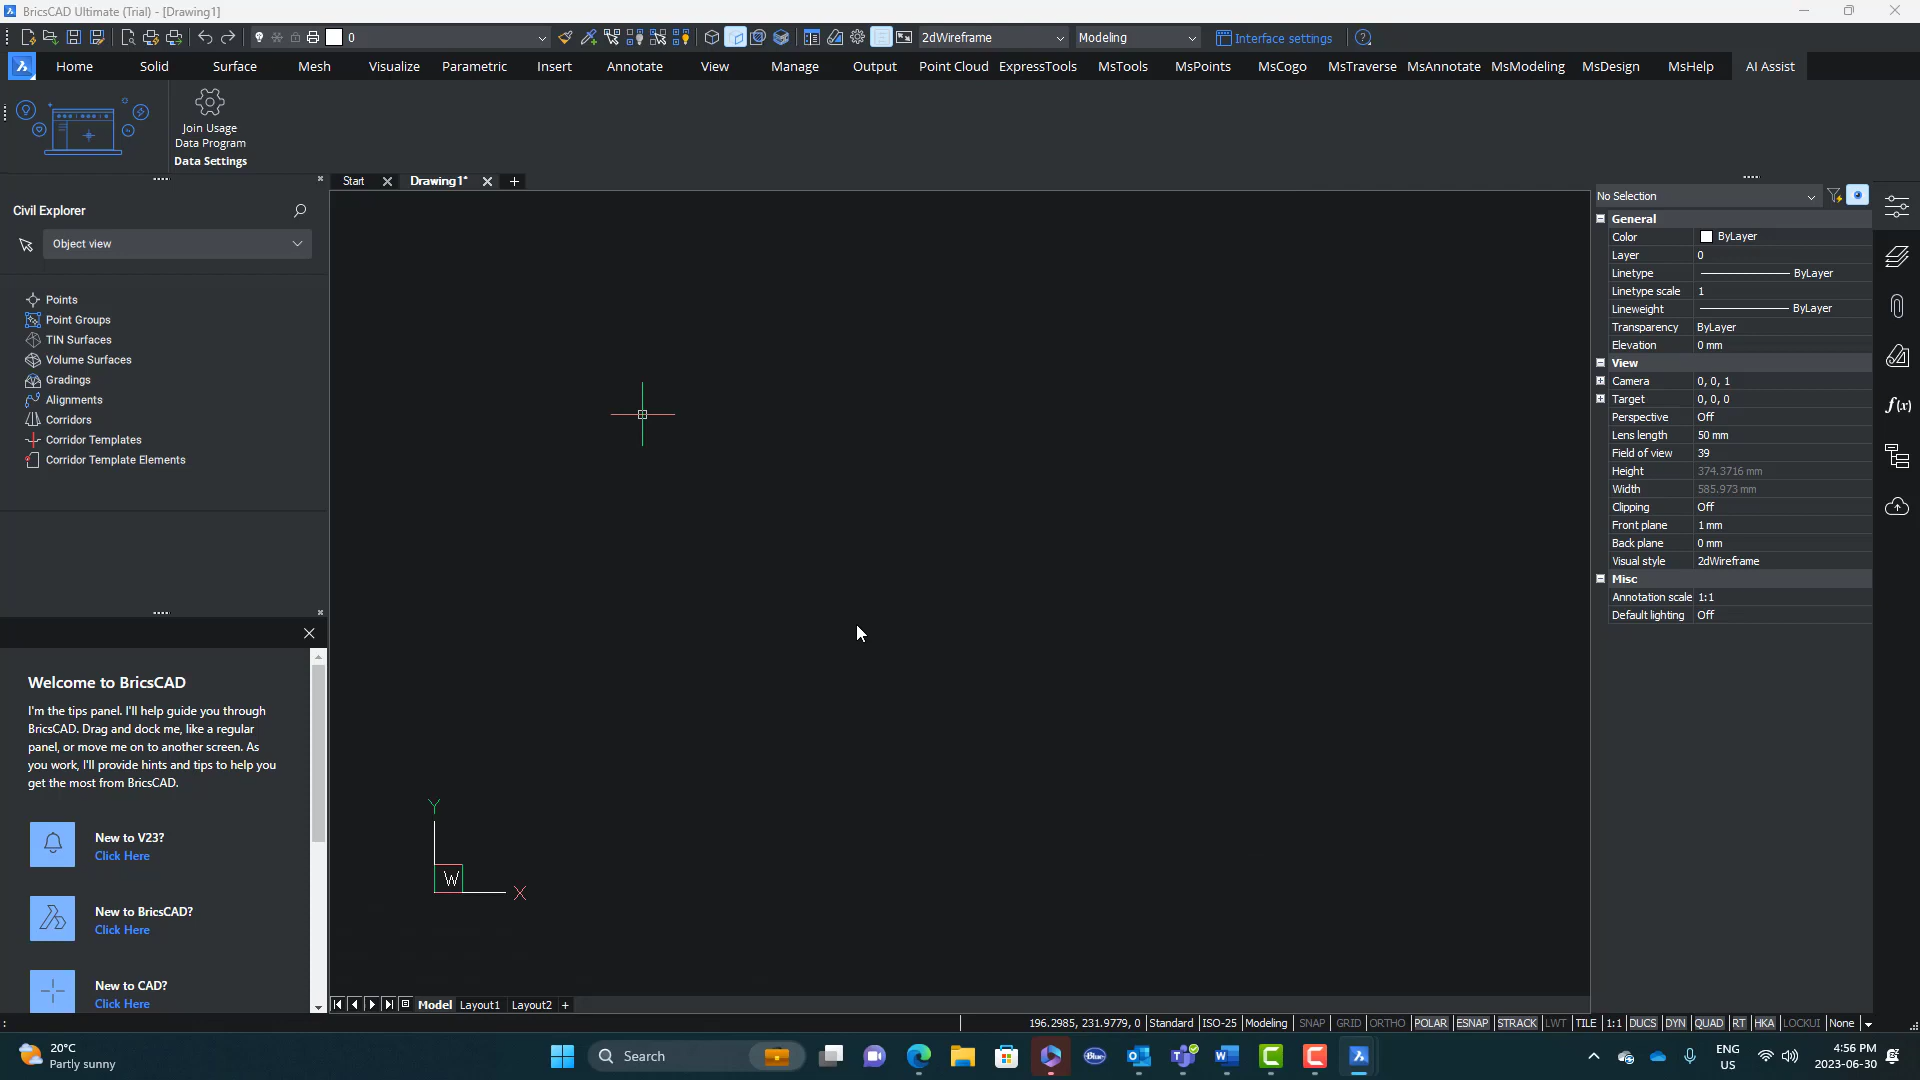 BricsCAD Ultimate (Trial) - [Drawing1]
0
2dWireframe
Modeling
Interface settings
Home Solid Surface Mesh Visualize Parametric Insert Annotate View Manage Output Point Cloud ExpressTools MsTools MsPoints MsCogo MsTraverse MsAnnotate MsModeling MsDesign MsHelp AI Assist
Join Usage
Data Program
Data Settings
Start
Drawing1*
Civil Explorer
Object view
Points
Point Groups
TIN Surfaces
Volume Surfaces
Gradings
Alignments
Corridors
Corridor Templates
Corridor Template Elements
Welcome to BricsCAD
I'm the tips panel. I'll help guide you through
BricsCAD. Drag and dock me, like a regular
panel, or move me on to another screen. As
you work, I'll provide hints and tips to help you
get the most from BricsCAD.
New to V23?
Click Here
New to BricsCAD?
Click Here
New to CAD?
Click Here
Y
W
X
Model Layout1 Layout2 +
No Selection
General
Color ByLayer
Layer 0
Linetype ByLayer
Linetype scale 1
Lineweight ByLayer
Transparency ByLayer
Elevation 0 mm
View
Camera 0, 0, 1
Target 0, 0, 0
Perspective Off
Lens length 50 mm
Field of view 39
Height 374.3716 mm
Width 585.973 mm
Clipping Off
Front plane 1 mm
Back plane 0 mm
Visual style 2dWireframe
Misc
Annotation scale 1:1
Default lighting Off
f(x)
:
196.2985, 231.9779, 0 Standard ISO-25 Modeling SNAP GRID ORTHO POLAR ESNAP STRACK LWT TILE 1:1 DUCS DYN QUAD RT HKA LOCKUI None
20°C
Partly sunny
Search
Blue
ENG
US
4:56 PM
2023-06-30